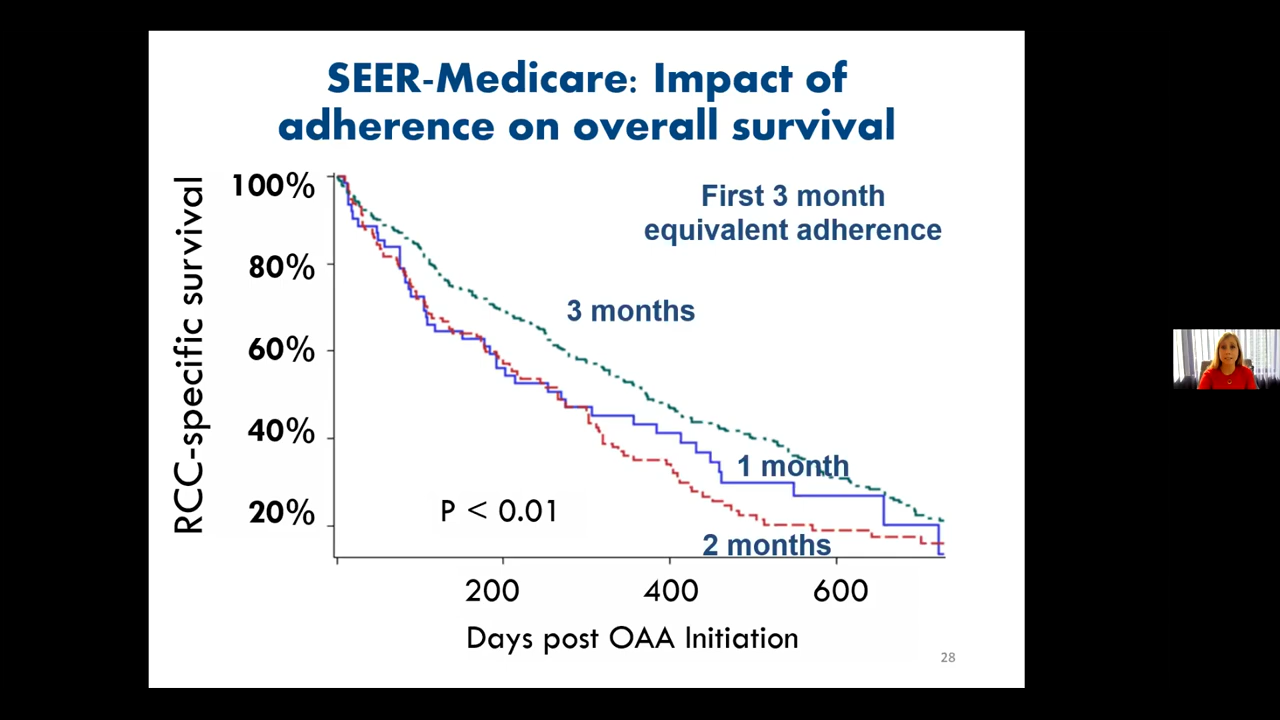 SEER-Medicare: Impact of
adherence on overall survival
RCC-specific survival
100%
80%
60%
40%
20%
First 3 month
equivalent adherence
3 months
1 month
2 months
P < 0.01
200
400
600
Days post OAA Initiation
28